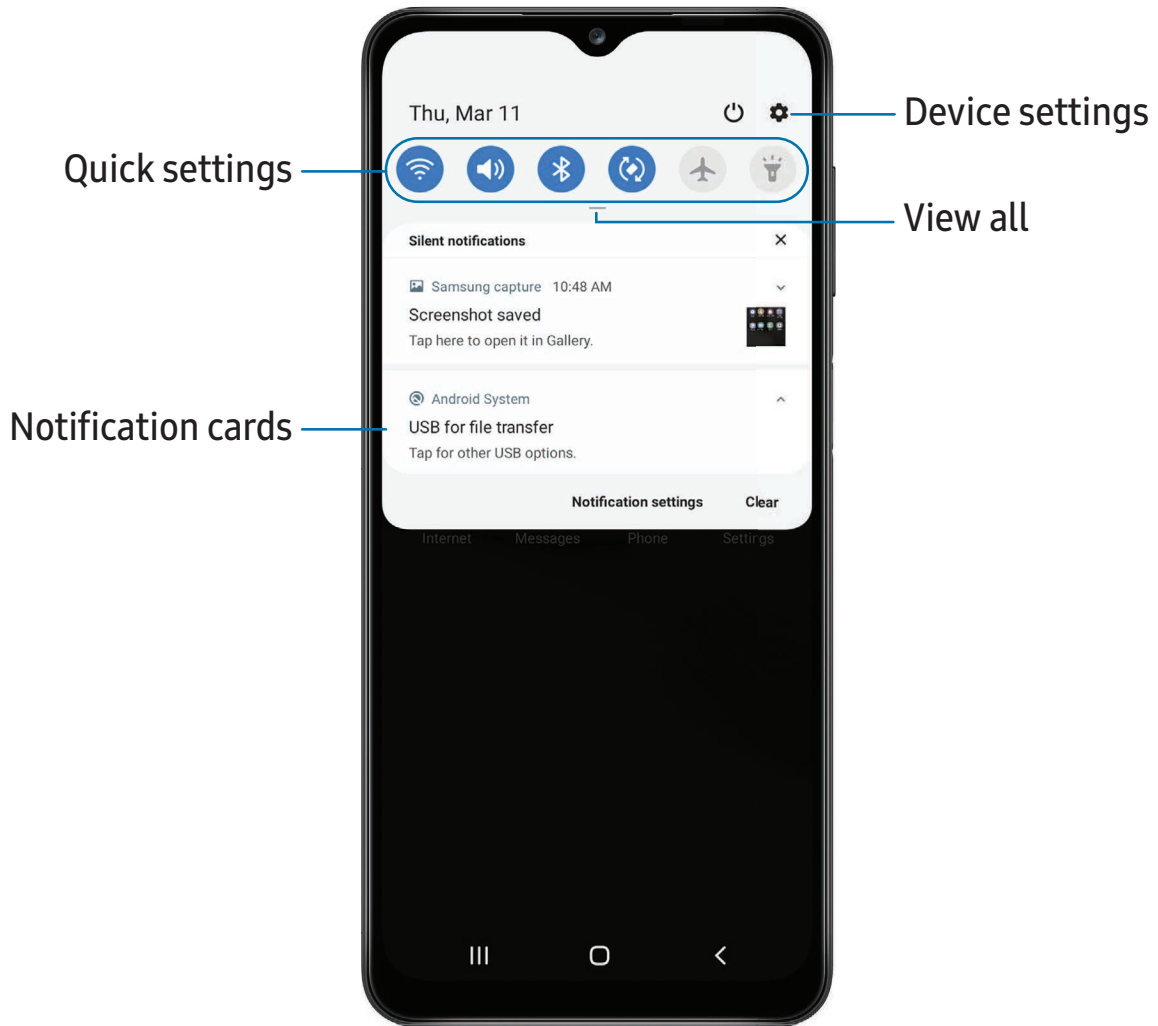 Thu, Mar 11
Device settings
Quick settings
View all
Silent notifications
Samsung capture 10:48 AM
Screenshot saved
Tap here to open it in Gallery.
Android System
Notification cards
USB for file transfer
Tap for other USB options.
Notification settings Clear
Internet Messages Phone Settings